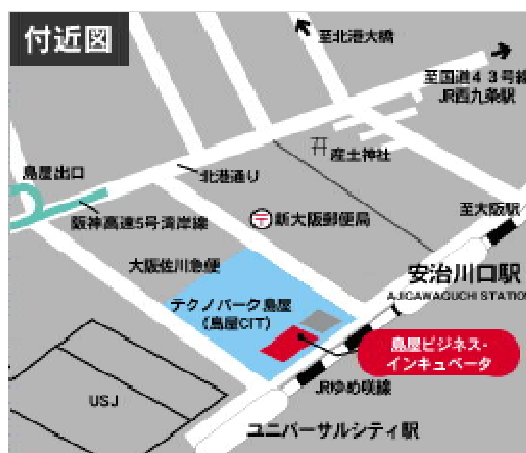 付近図
至北港大橋
至国道43号線
JR西九条駅
产土神社
島屋出口
北港通り
至大阪駅
阪神高速5号湾岸線
〒新大阪郵便局
大阪佐川急便
安治川口駅
AJIGAWAGUCHI STATION
テクノパーク島屋
(島屋CIT)
島屋ビジネス・
インキュベータ
JRゆめ咲線
USJ
ユニバーサルシティ駅